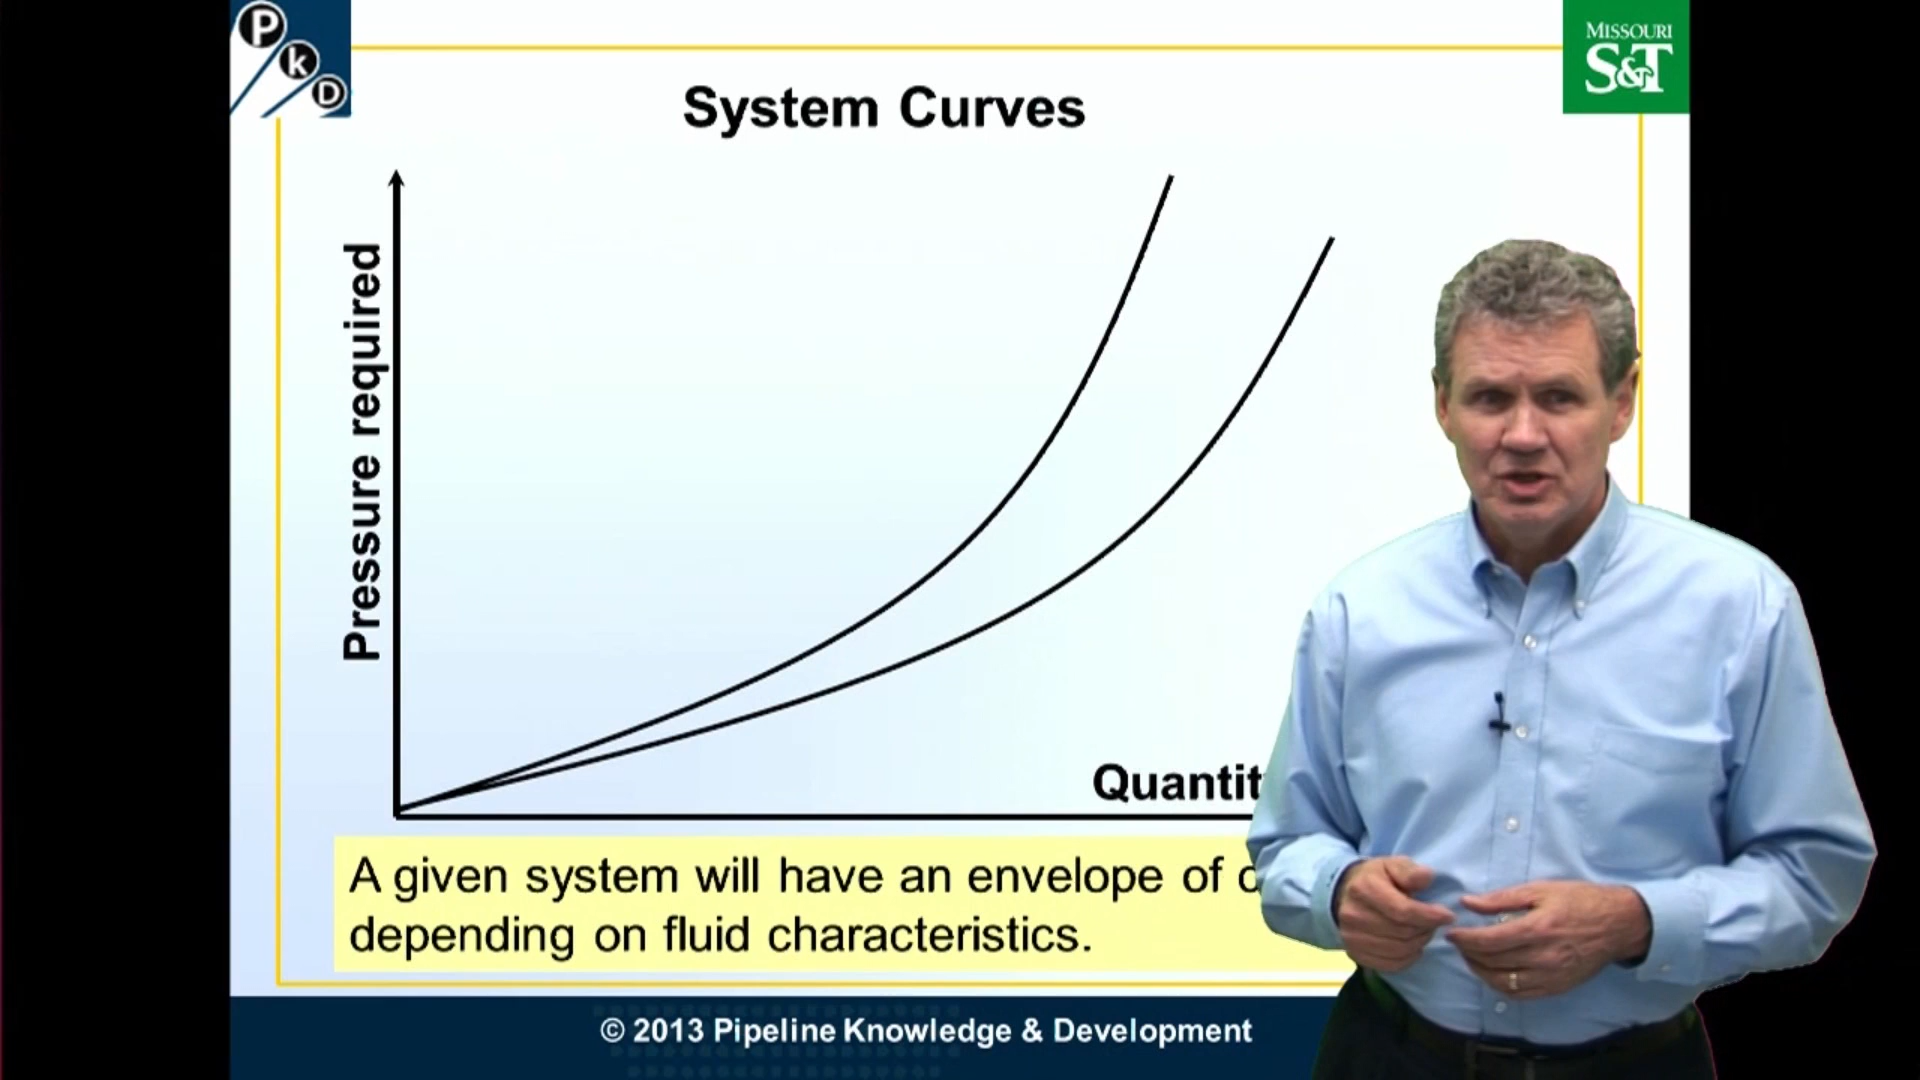 P
k
D
MISSOURI
S&T
System Curves
Pressure required
Quantit
A given system will have an envelope of
depending on fluid characteristics.
© 2013 Pipeline Knowledge & Development